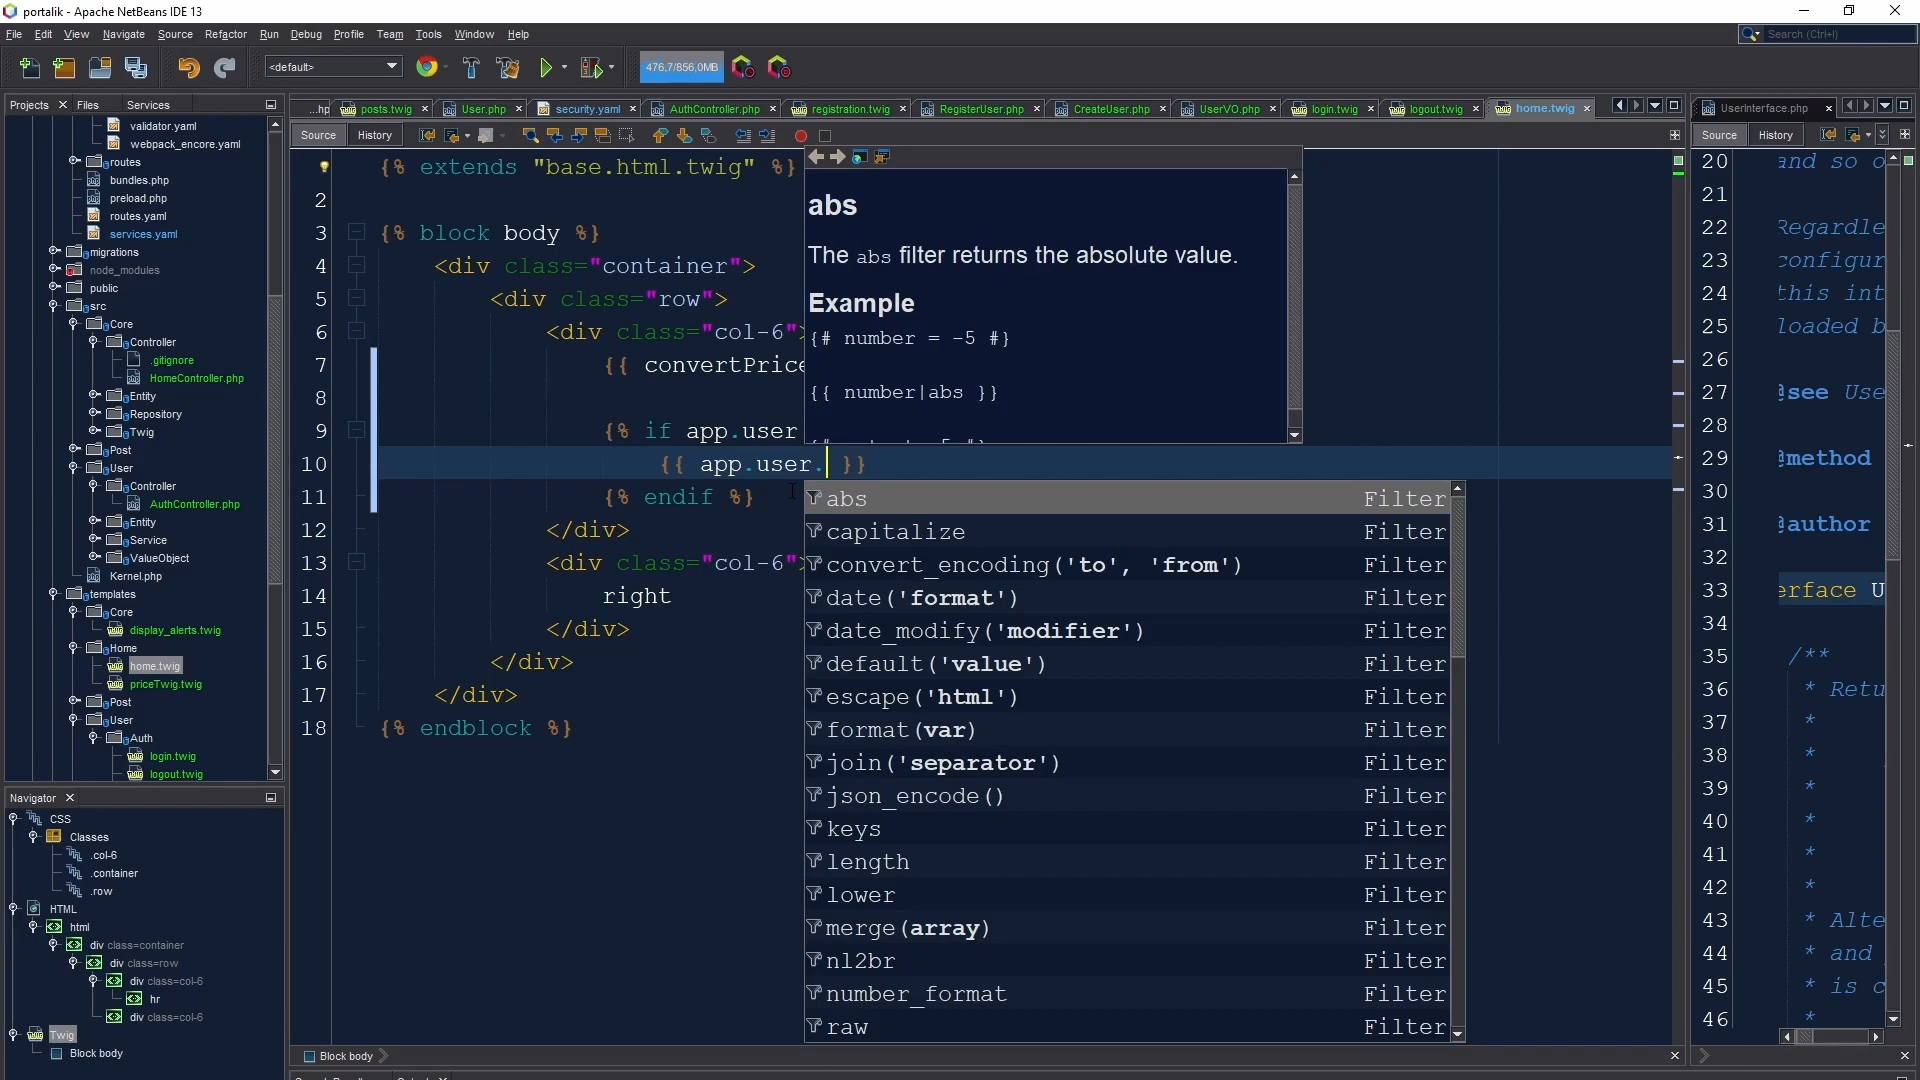 portalik - Apache NetBeans IDE 13
File Edit View Navigate Source Refactor Run Debug Profile Team Tools Window Help
Search (Ctrl+I)
<default>
476,7/856,0MB
Projects Files Services
validator.yaml
webpack_encore.yaml
routes
bundles.php
preload.php
routes.yaml
services.yaml
migrations
node_modules
public
src
Core
Controller
.gitignore
HomeController.php
Entity
Repository
Twig
Post
User
Controller
AuthController.php
Entity
Service
ValueObject
Kernel.php
templates
Core
display_alerts.twig
Home
home.twig
priceTwig.twig
Post
User
Auth
login.twig
logout.twig
Navigator
CSS
Classes
.col-6
.container
.row
HTML
html
div class=container
div class=row
div class=col-6
hr
div class=col-6
Twig
Block body
...hp posts.twig User.php security.yaml AuthController.php registration.twig RegisterUser.php CreateUser.php UserVO.php login.twig logout.twig home.twig
Source History
{% extends "base.html.twig" %}
2
3 {% block body %}
4 <div class="container">
5 <div class="row">
6 <div class="col-6">
7 {{ convertPrice
8
9 {% if app.user
10 {{ app.user. }}
11 {% endif %}
12 </div>
13 <div class="col-6">
14 right
15 </div>
16 </div>
17 </div>
18 {% endblock %}
abs
The abs filter returns the absolute value.
Example
{# number = -5 #}
{{ number|abs }}
abs Filter
capitalize Filter
convert_encoding('to', 'from') Filter
date('format') Filter
date_modify('modifier') Filter
default('value') Filter
escape('html') Filter
format(var) Filter
join('separator') Filter
json_encode() Filter
keys Filter
length Filter
lower Filter
merge(array) Filter
nl2br Filter
number_format Filter
raw Filter
Block body
UserInterface.php
Source History
20 and so o
21
22 Regardle
23 configur
24 this int
25 loaded b
26
27 @see Use
28
29 @method
30
31 @author
32
33 erface U
34
35 /**
36 * Retu
37 *
38 *
39 *
40 *
41 *
42 *
43 * Alte
44 * and
45 * is c
46 *